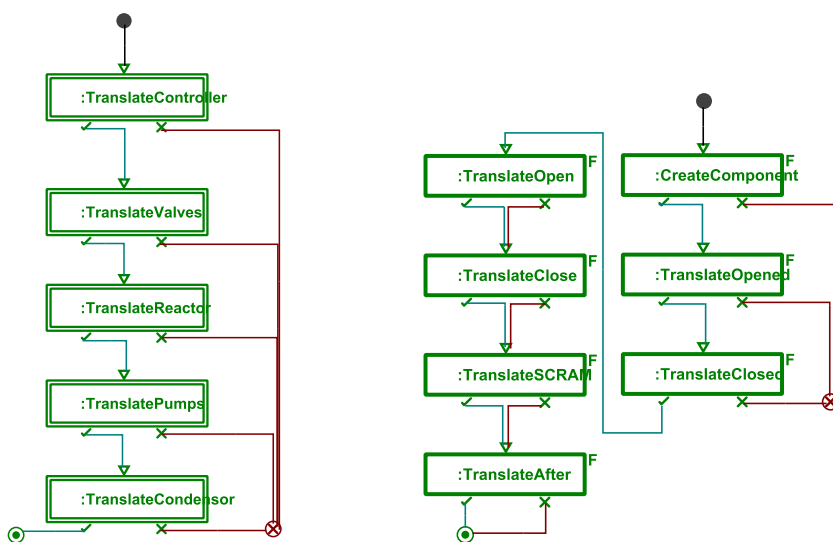 :TranslateController
:TranslateValves
:TranslateReactor
:TranslatePumps
:TranslateCondensor
F
:TranslateOpen
F
:TranslateClose
F
:TranslateSCRAM
F
:TranslateAfter
F
:CreateComponent
F
:TranslateOpened
F
:TranslateClosed